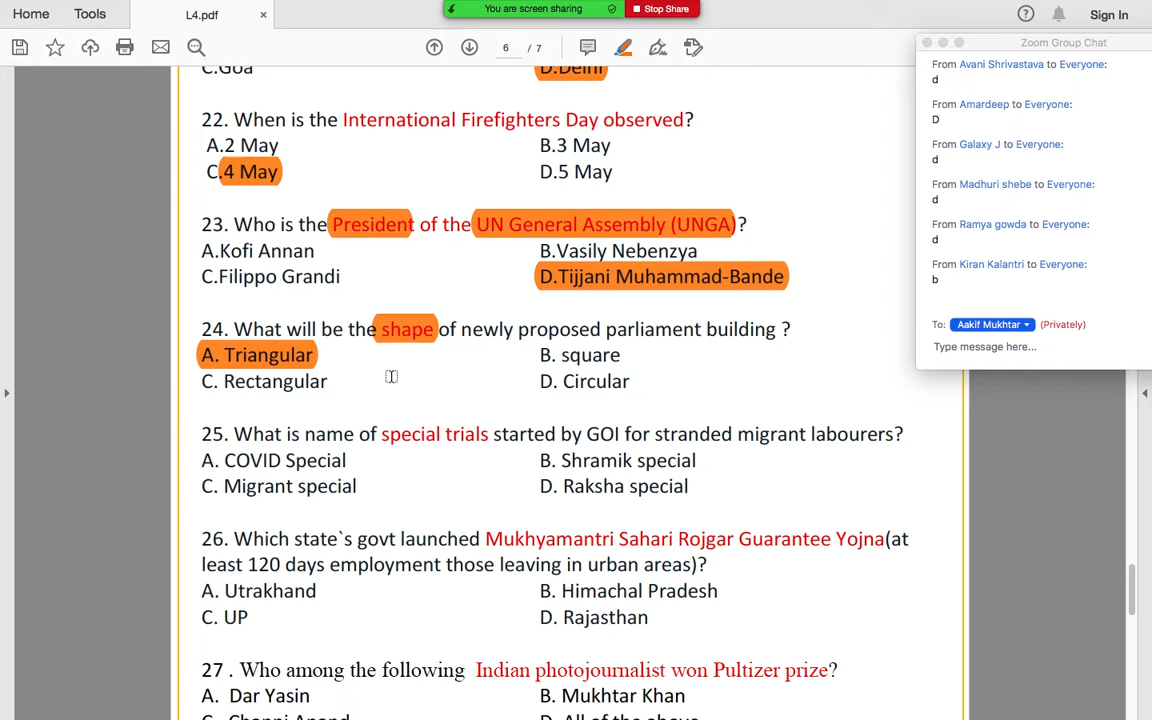 Home Tools L4.pdf × You are screen sharing Stop Share ? Sign In
6 / 7
Zoom Group Chat
From Avani Shrivastava to Everyone:
d
From Amardeep to Everyone:
D
From Galaxy J to Everyone:
d
From Madhuri shebe to Everyone:
d
From Ramya gowda to Everyone:
d
From Kiran Kalantri to Everyone:
b
To: Aakif Mukhtar (Privately)
Type message here...
C.Goa D.Delhi
22. When is the International Firefighters Day observed?
A.2 May B.3 May
C.4 May D.5 May
23. Who is the President of the UN General Assembly (UNGA)?
A.Kofi Annan B.Vasily Nebenzya
C.Filippo Grandi D.Tijjani Muhammad-Bande
24. What will be the shape of newly proposed parliament building ?
A. Triangular B. square
C. Rectangular D. Circular
25. What is name of special trials started by GOI for stranded migrant labourers?
A. COVID Special B. Shramik special
C. Migrant special D. Raksha special
26. Which state`s govt launched Mukhyamantri Sahari Rojgar Guarantee Yojna(at
least 120 days employment those leaving in urban areas)?
A. Utrakhand B. Himachal Pradesh
C. UP D. Rajasthan
27 . Who among the following Indian photojournalist won Pultizer prize?
A. Dar Yasin B. Mukhtar Khan
C. Channi Anand D. All of the above